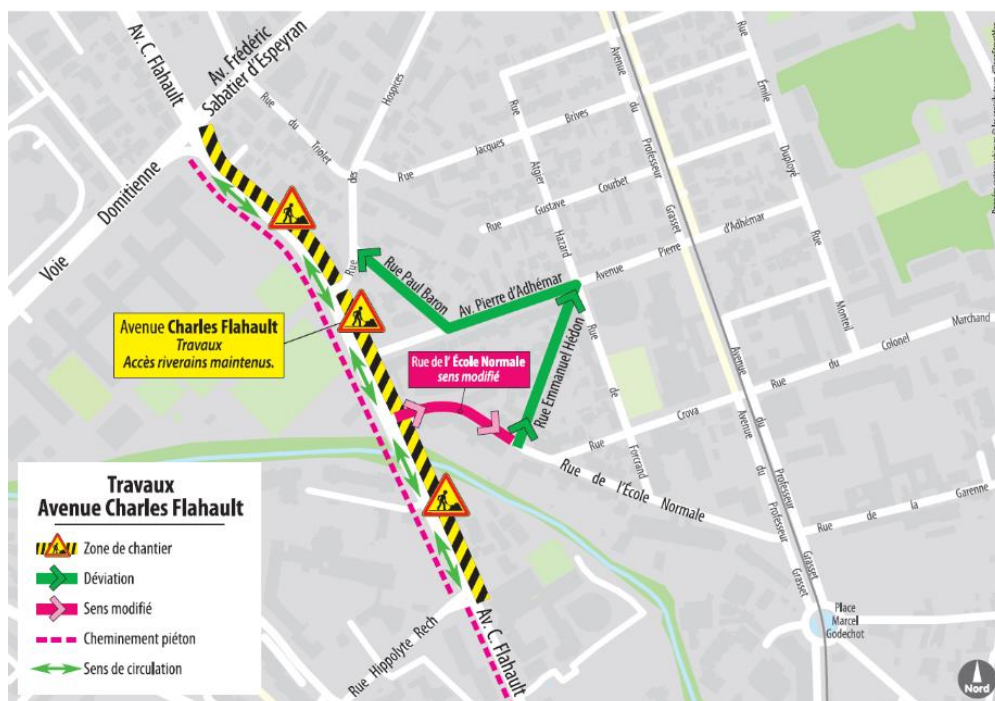 Av. C. Flahault
Av. Frédéric
Sabatier d'Espeyran
Rue du Triolet
Hospices
des
Rue
Rue Jacques Brives
Rue
Atgier
Hazard
Rue Gustave Courbet
Avenue
du
Professeur
Grasset
Rue
Émile
Duployé
Rue
Monteil
Voie Domitienne
Rue Paul Baron
Av. Pierre d'Adhémar
Avenue Pierre d'Adhémar
Avenue Charles Flahault
Travaux
Accès riverains maintenus.
Rue de l' École Normale
sens modifié
Rue Emmanuel Hédon
Rue
de
Forcrand
Rue Crova
Rue du Colonel Marchand
Avenue du Professeur Grasset
Avenue du Professeur Grasset
Rue de l'École Normale
Rue de la Garenne
Place
Marcel
Godechot
Rue Hippolyte Rech
Av. C. Flahault
Travaux
Avenue Charles Flahault
Zone de chantier
Déviation
Sens modifié
Cheminement piéton
Sens de circulation
Nord